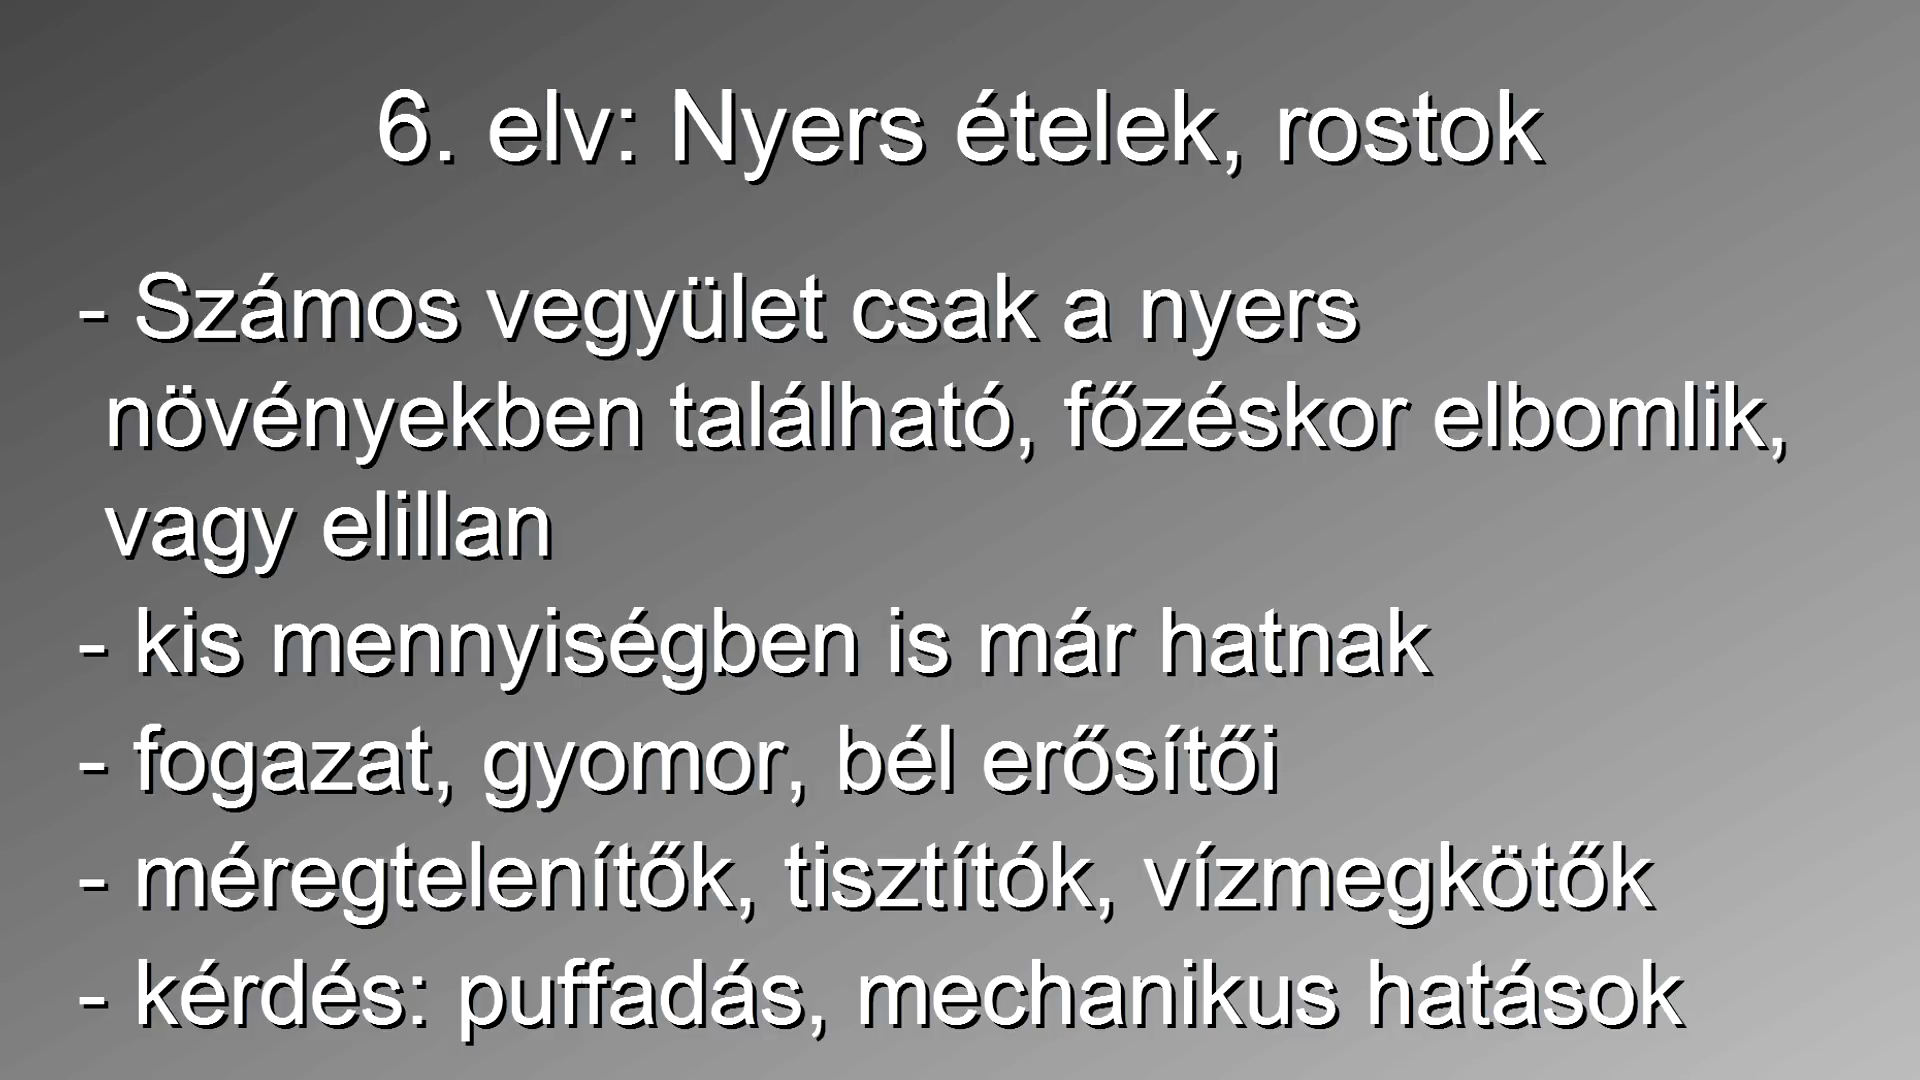 6. elv: Nyers ételek, rostok
- Számos vegyület csak a nyers
növényekben található, főzéskor elbomlik,
vagy elillan
- kis mennyiségben is már hatnak
- fogazat, gyomor, bél erősítői
- méregtelenítők, tisztítók, vízmegkötők
- kérdés: puffadás, mechanikus hatások